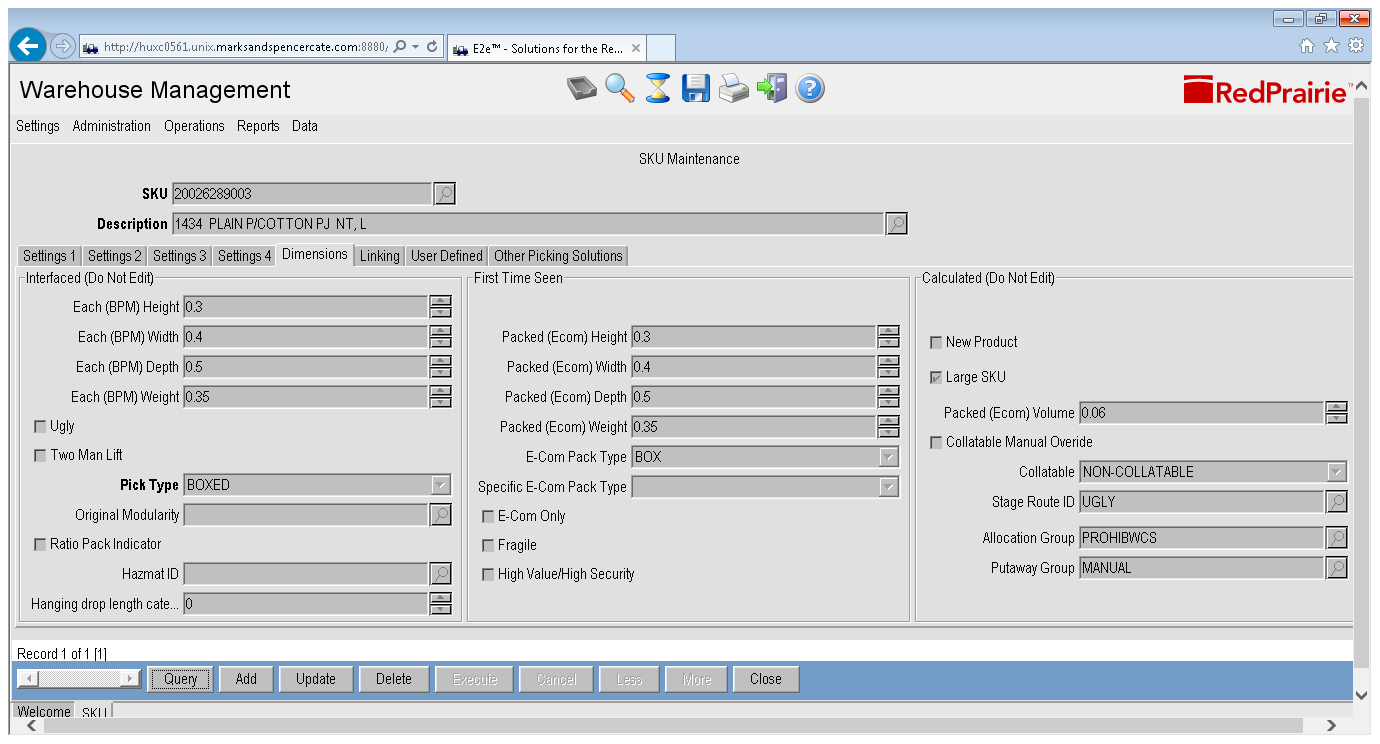 http://huxc0561.unix.marksandspencercate.com:8880/
E2e™ - Solutions for the Re...
Warehouse Management
RedPrairie™
Settings Administration Operations Reports Data
SKU Maintenance
SKU 20026289003
Description 1434 PLAIN P/COTTON PJ NT, L
Settings 1 Settings 2 Settings 3 Settings 4 Dimensions Linking User Defined Other Picking Solutions
Interfaced (Do Not Edit)
Each (BPM) Height 0.3
Each (BPM) Width 0.4
Each (BPM) Depth 0.5
Each (BPM) Weight 0.35
Ugly
Two Man Lift
Pick Type BOXED
Original Modularity
Ratio Pack Indicator
Hazmat ID
Hanging drop length cate... 0
First Time Seen
Packed (Ecom) Height 0.3
Packed (Ecom) Width 0.4
Packed (Ecom) Depth 0.5
Packed (Ecom) Weight 0.35
E-Com Pack Type BOX
Specific E-Com Pack Type
E-Com Only
Fragile
High Value/High Security
Calculated (Do Not Edit)
New Product
Large SKU
Packed (Ecom) Volume 0.06
Collatable Manual Overide
Collatable NON-COLLATABLE
Stage Route ID UGLY
Allocation Group PROHIBWCS
Putaway Group MANUAL
Record 1 of 1 [1]
Query Add Update Delete Execute Cancel Less More Close
Welcome SKU